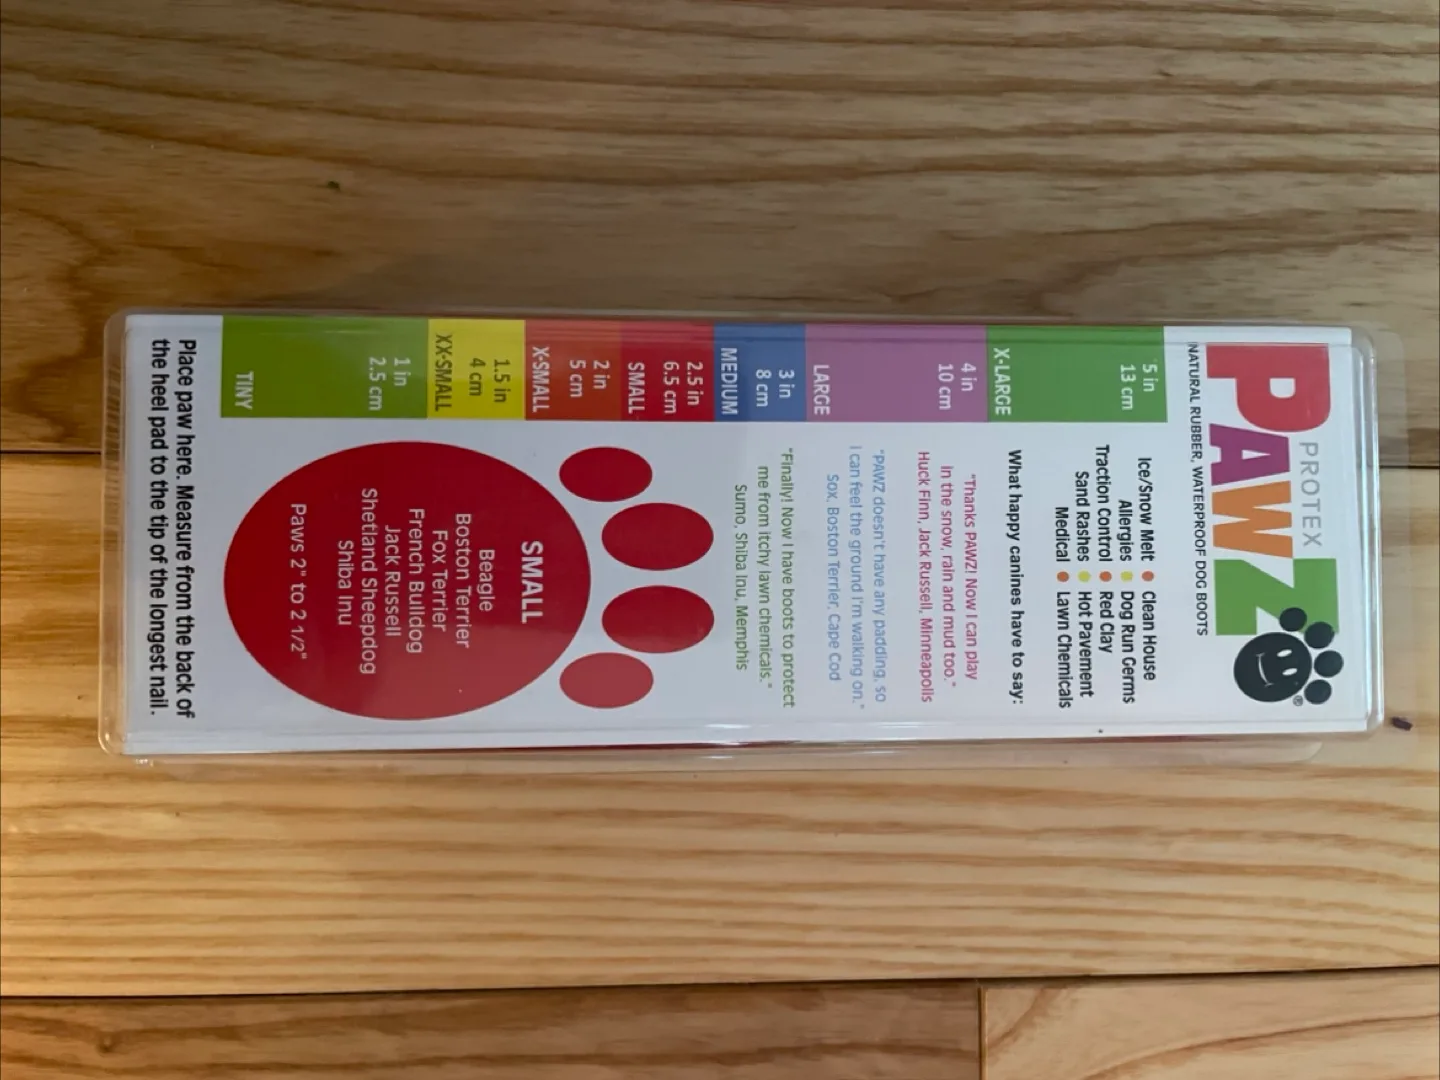 PROTEX
PAWZ
®
NATURAL RUBBER, WATERPROOF DOG BOOTS
5 in
13 cm
X-LARGE
4 in
10 cm
LARGE
3 in
8 cm
MEDIUM
2.5 in
6.5 cm
SMALL
2 in
5 cm
X-SMALL
1.5 in
4 cm
XX-SMALL
1 in
2.5 cm
TINY
Ice/Snow Melt ● Clean House
Allergies ● Dog Run Germs
Traction Control ● Red Clay
Sand Rashes ● Hot Pavement
Medical ● Lawn Chemicals
What happy canines have to say:
"Thanks PAWZ! Now I can play
in the snow, rain and mud too."
Huck Finn, Jack Russell, Minneapolis
"PAWZ doesn't have any padding, so
I can feel the ground I'm walking on."
Sox, Boston Terrier, Cape Cod
"Finally! Now I have boots to protect
me from itchy lawn chemicals."
Sumo, Shiba Inu, Memphis
SMALL
Beagle
Boston Terrier
Fox Terrier
French Bulldog
Jack Russell
Shetland Sheepdog
Shiba Inu
Paws 2" to 2 1/2"
Place paw here. Measure from the back of
the heel pad to the tip of the longest nail.